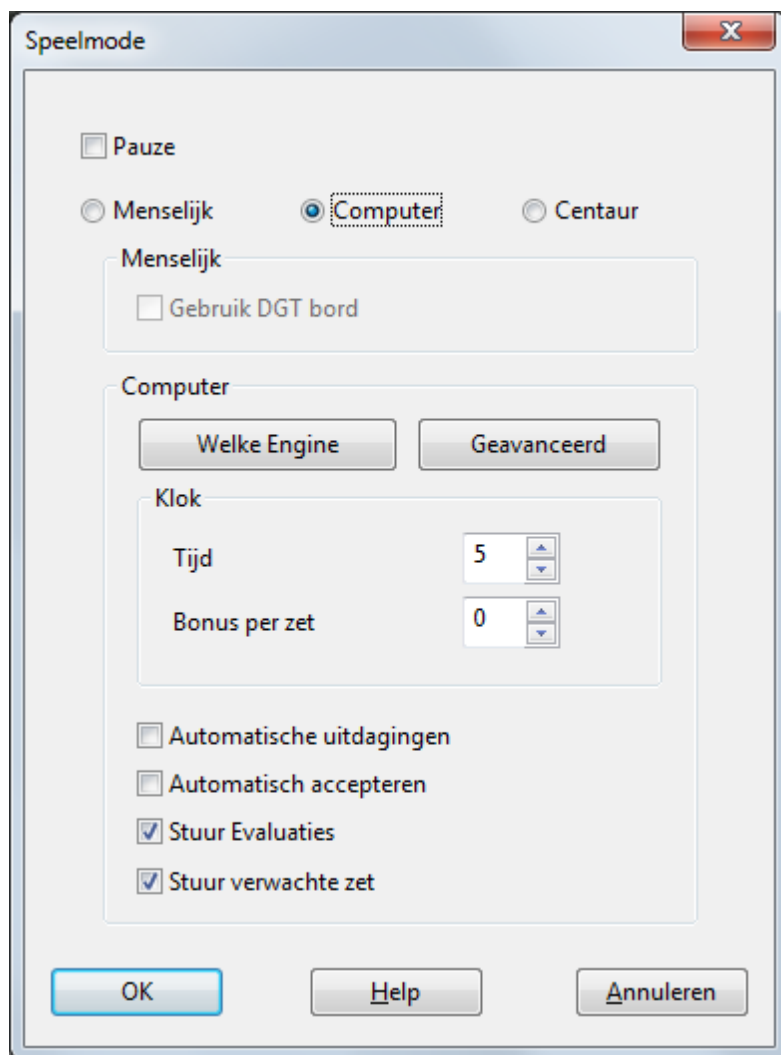 Speelmode
Pauze
Menselijk Computer Centaur
Menselijk
Gebruik DGT bord
Computer
Welke Engine Geavanceerd
Klok
Tijd 5
Bonus per zet 0
Automatische uitdagingen
Automatisch accepteren
Stuur Evaluaties
Stuur verwachte zet
OK Help Annuleren